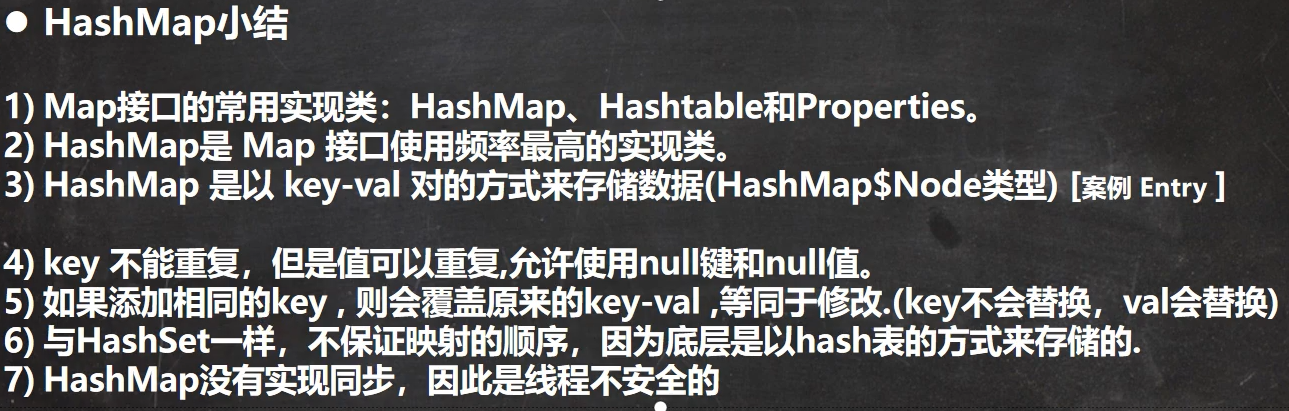 ● HashMap小结
1) Map接口的常用实现类：HashMap、Hashtable和Properties。
2) HashMap是 Map 接口使用频率最高的实现类。
3) HashMap 是以 key-val 对的方式来存储数据(HashMap$Node类型) [案例 Entry ]
4) key 不能重复，但是值可以重复,允许使用null键和null值。
5) 如果添加相同的key , 则会覆盖原来的key-val ,等同于修改.(key不会替换，val会替换)
6) 与HashSet一样，不保证映射的顺序，因为底层是以hash表的方式来存储的.
7) HashMap没有实现同步，因此是线程不安全的